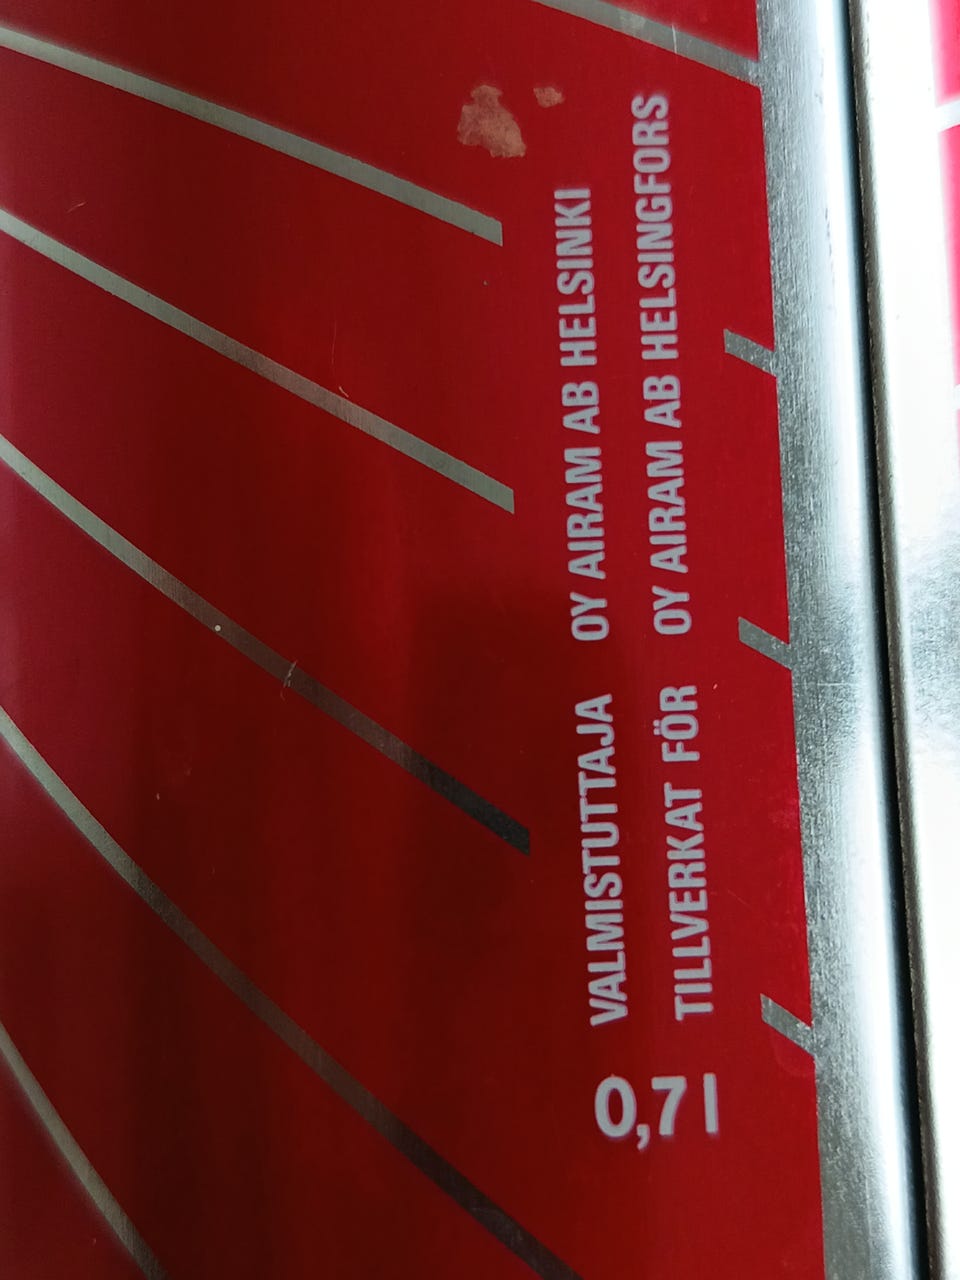 VALMISTUTTAJA OY AIRAM AB HELSINKI
TILLVERKAT FÖR OY AIRAM AB HELSINGFORS
0,7 l